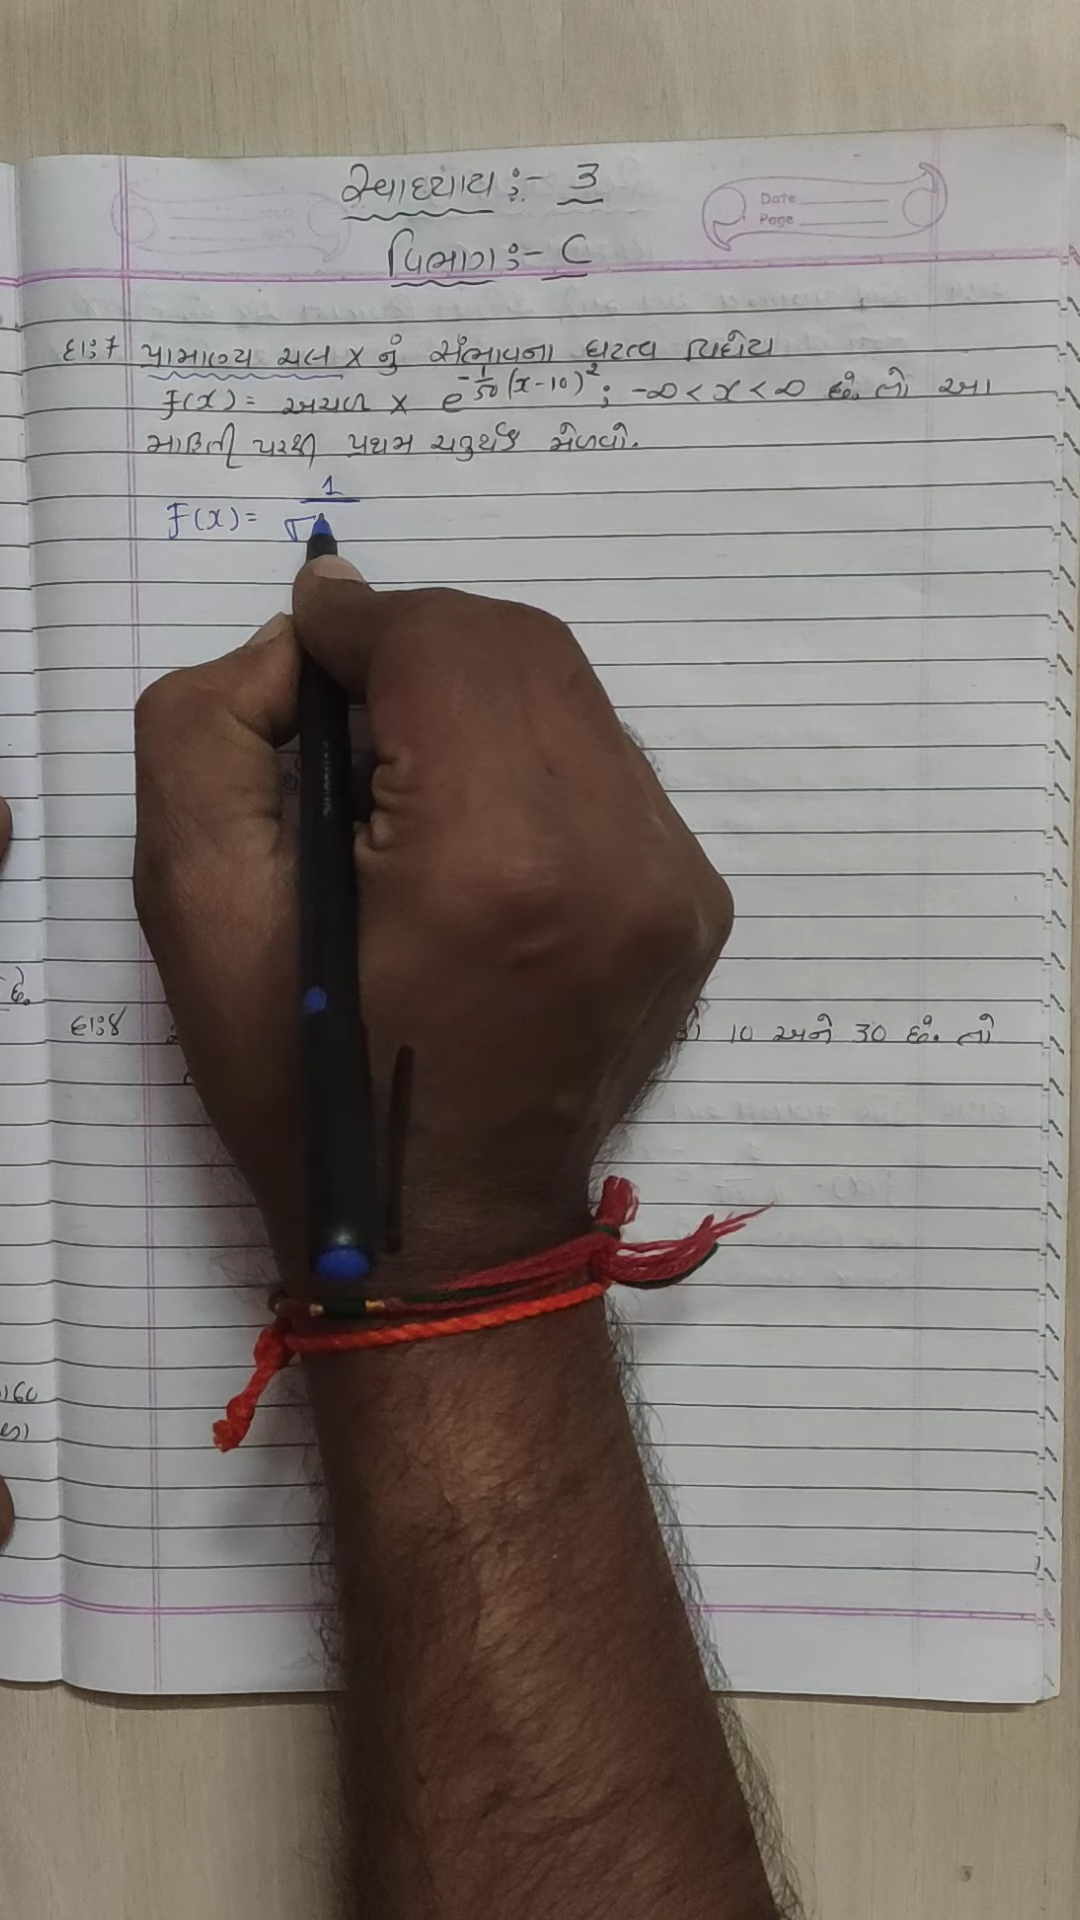 સ્વાધ્યાય :- 3
Date
Page
વિભાગ :- C
દા:7 પ્રામાણ્ય ચલ x નું સંભાવના ઘટત્વ વિધેય
f(x) = અચળ × e^{-1/50 (x-10)^2}; -∞ < x < ∞ છે. તો આ
માહિતી પરથી પ્રથમ ચતુર્થક મેળવો.
f(x) = 1/√
છે.
દા:8 10 અને 30 છે. તો
160